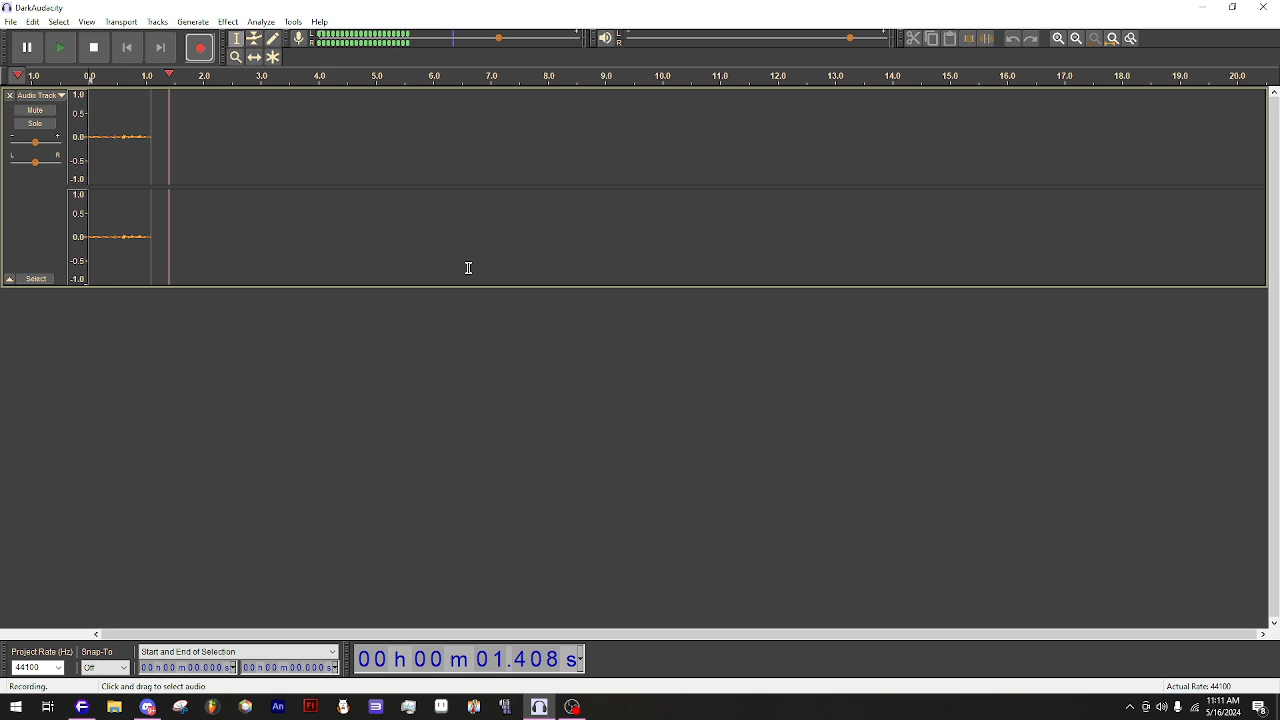 DarkAudacity
File Edit Select View Transport Tracks Generate Effect Analyze Tools Help
L
R
L
R
1.0 0.0 1.0 2.0 3.0 4.0 5.0 6.0 7.0 8.0 9.0 10.0 11.0 12.0 13.0 14.0 15.0 16.0 17.0 18.0 19.0 20.0
Audio Track 1.0
Mute 0.5
Solo
- + 0.0
L R
-0.5
-1.0
1.0
0.5
0.0
-0.5
Select -1.0
Project Rate (Hz) Snap-To Start and End of Selection
44100 Off 00 h 00 m 00.000 s 00 h 00 m 00.000 s
00 h 00 m 01.408 s
Recording. Click and drag to select audio Actual Rate: 44100
An Fl
11:11 AM
5/16/2024